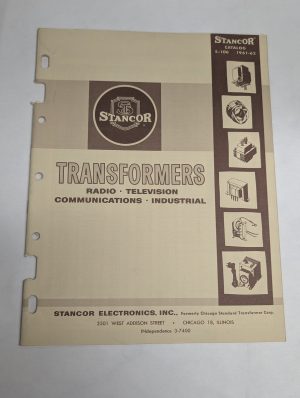 STANCOR
CATALOG
S-100 1961-62
STANCOR
TRANSFORMERS
RADIO · TELEVISION
COMMUNICATIONS · INDUSTRIAL
STANCOR ELECTRONICS, INC., Formerly Chicago Standard Transformer Corp.
3501 WEST ADDISON STREET • CHICAGO 18, ILLINOIS
INdependence 3-7400